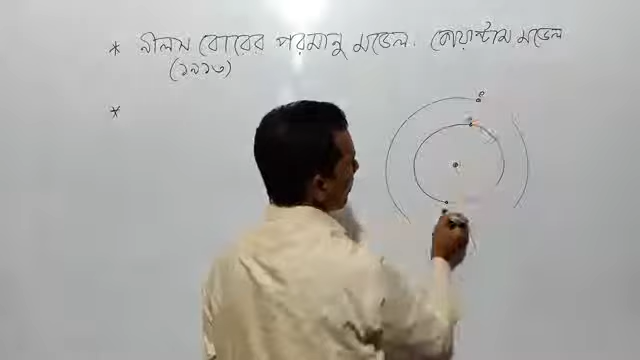 * নীলস বোরের পরমানু মডেল. কোয়ান্টাম মডেল
(১৯১৩)
*
e